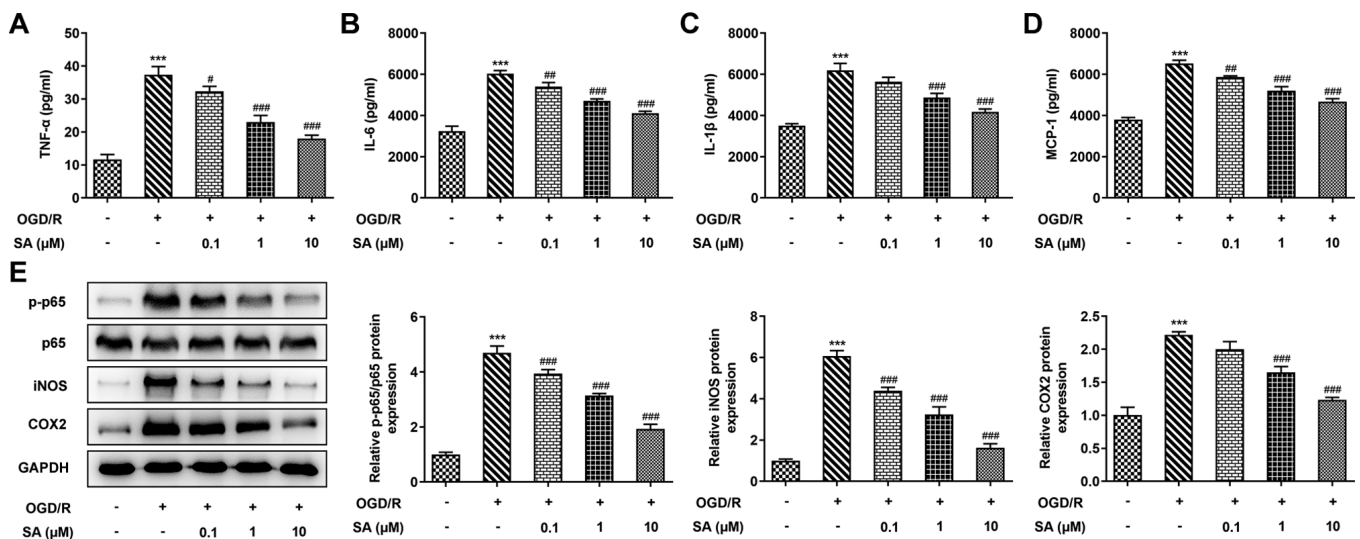 A
TNF-α (pg/ml)
50
40
30
20
10
0
***
#
###
###
OGD/R - + + + +
SA (μM) - - 0.1 1 10
B
IL-6 (pg/ml)
8000
6000
4000
2000
0
***
##
###
###
- + + + +
- - 0.1 1 10
C
IL-1β (pg/ml)
8000
6000
4000
2000
0
***
###
###
OGD/R - + + + +
SA (μM) - - 0.1 1 10
D
MCP-1 (pg/ml)
8000
6000
4000
2000
0
***
##
###
###
OGD/R - + + + +
SA (μM) - - 0.1 1 10
E
p-p65
p65
iNOS
COX2
GAPDH
OGD/R - + + + +
SA (μM) - - 0.1 1 10
Relative p-p65/p65 protein
expression
6
4
2
0
***
###
###
###
OGD/R - + + + +
SA (μM) - - 0.1 1 10
Relative iNOS protein
expression
8
6
4
2
0
***
###
###
###
OGD/R - + + + +
SA (μM) - - 0.1 1 10
Relative COX2 protein
expression
2.5
2.0
1.5
1.0
0.5
0.0
***
###
###
OGD/R - + + + +
SA (μM) - - 0.1 1 10